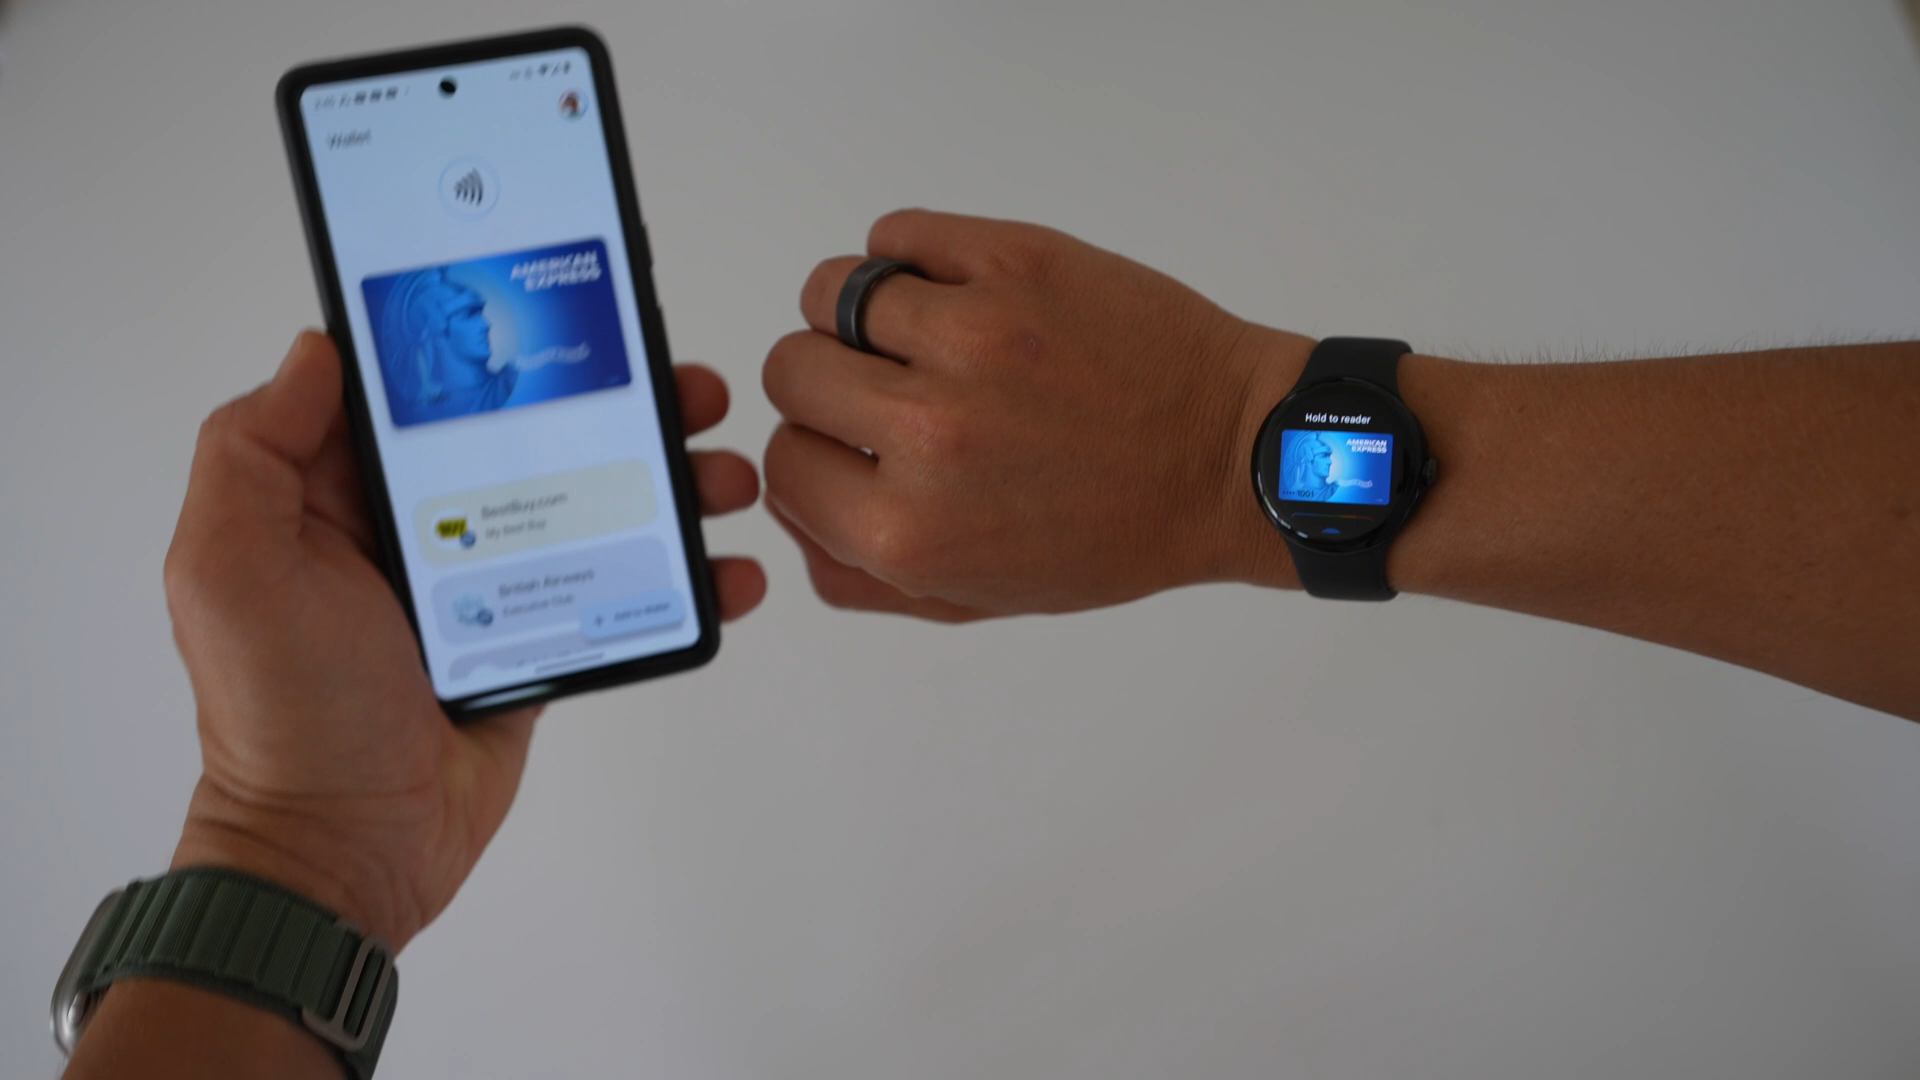 Wallet
AMERICAN
EXPRESS
BestBuy.com
My Best Buy
British Airways
Executive Club
Add to Wallet
Hold to reader
AMERICAN
EXPRESS
•••• 1001